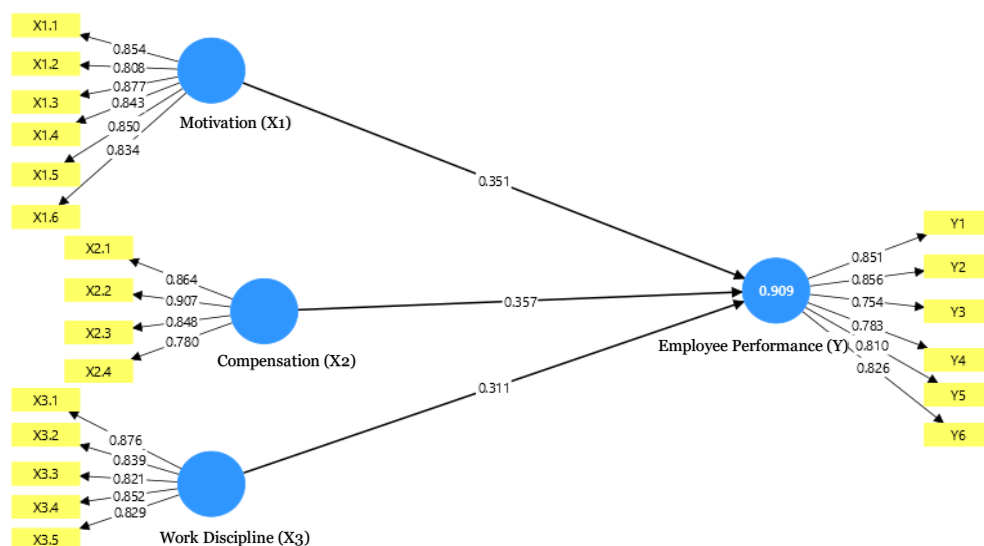 X1.1
0.854
X1.2
0.808
X1.3
0.877
0.843
X1.4
0.850
0.834
X1.5
X1.6
Motivation (X1)
0.351
X2.1
0.864
X2.2
0.907
X2.3
0.848
0.780
X2.4
Compensation (X2)
0.357
X3.1
0.876
X3.2
0.839
X3.3
0.821
0.852
X3.4
0.829
X3.5
Work Discipline (X3)
0.311
0.909
Employee Performance (Y)
Y1
0.851
Y2
0.856
0.754
Y3
0.783
0.810
Y4
0.826
Y5
Y6